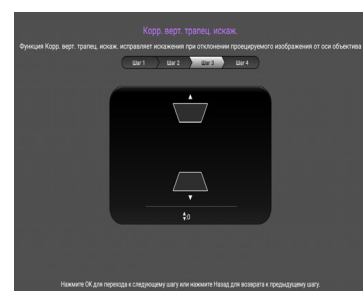 Корр. верт. трапец. искаж.
Функция Корр. верт. трапец. искаж. исправляет искажения при отклонении проецируемого изображения от оси объектива
Шаг 1 Шаг 2 Шаг 3 Шаг 4
:0
Нажмите ОК для перехода к следующему шагу или нажмите Назад для возврата к предыдущему шагу.